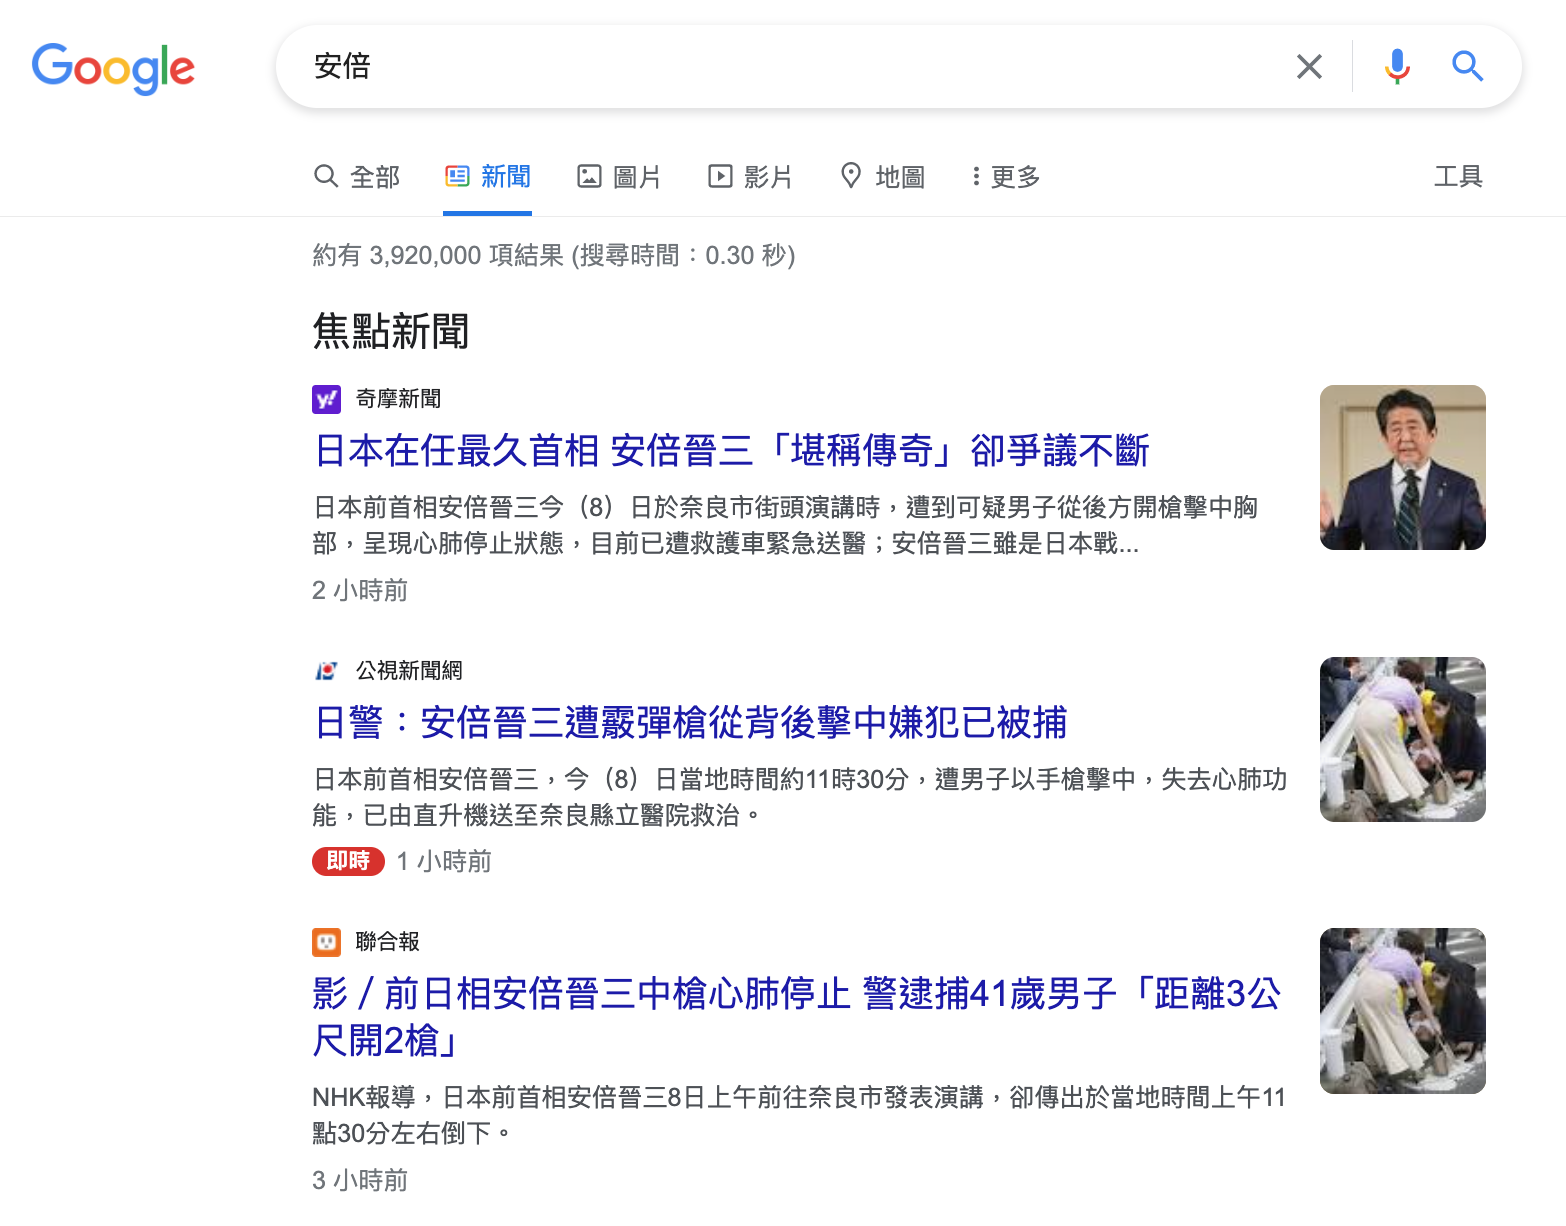 Google
安倍
全部 新聞 圖片 影片 地圖 更多 工具
約有 3,920,000 項結果 (搜尋時間：0.30 秒)
焦點新聞
y! 奇摩新聞
日本在任最久首相 安倍晉三「堪稱傳奇」卻爭議不斷
日本前首相安倍晉三今（8）日於奈良市街頭演講時，遭到可疑男子從後方開槍擊中胸
部，呈現心肺停止狀態，目前已遭救護車緊急送醫；安倍晉三雖是日本戰...
2 小時前
公視新聞網
日警：安倍晉三遭霰彈槍從背後擊中嫌犯已被捕
日本前首相安倍晉三，今（8）日當地時間約11時30分，遭男子以手槍擊中，失去心肺功
能，已由直升機送至奈良縣立醫院救治。
即時 1 小時前
聯合報
影／前日相安倍晉三中槍心肺停止 警逮捕41歲男子「距離3公
尺開2槍」
NHK報導，日本前首相安倍晉三8日上午前往奈良市發表演講，卻傳出於當地時間上午11
點30分左右倒下。
3 小時前